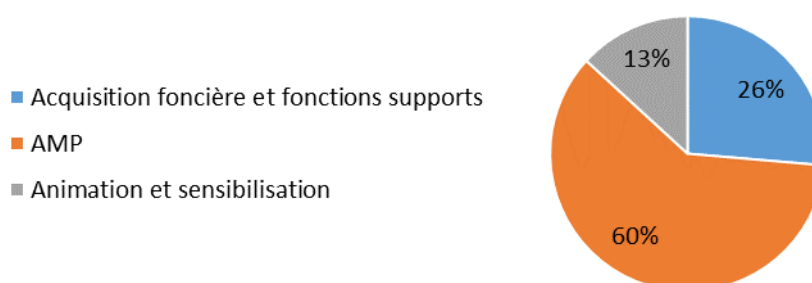 13%
26%
Acquisition foncière et fonctions supports
AMP
Animation et sensibilisation
60%